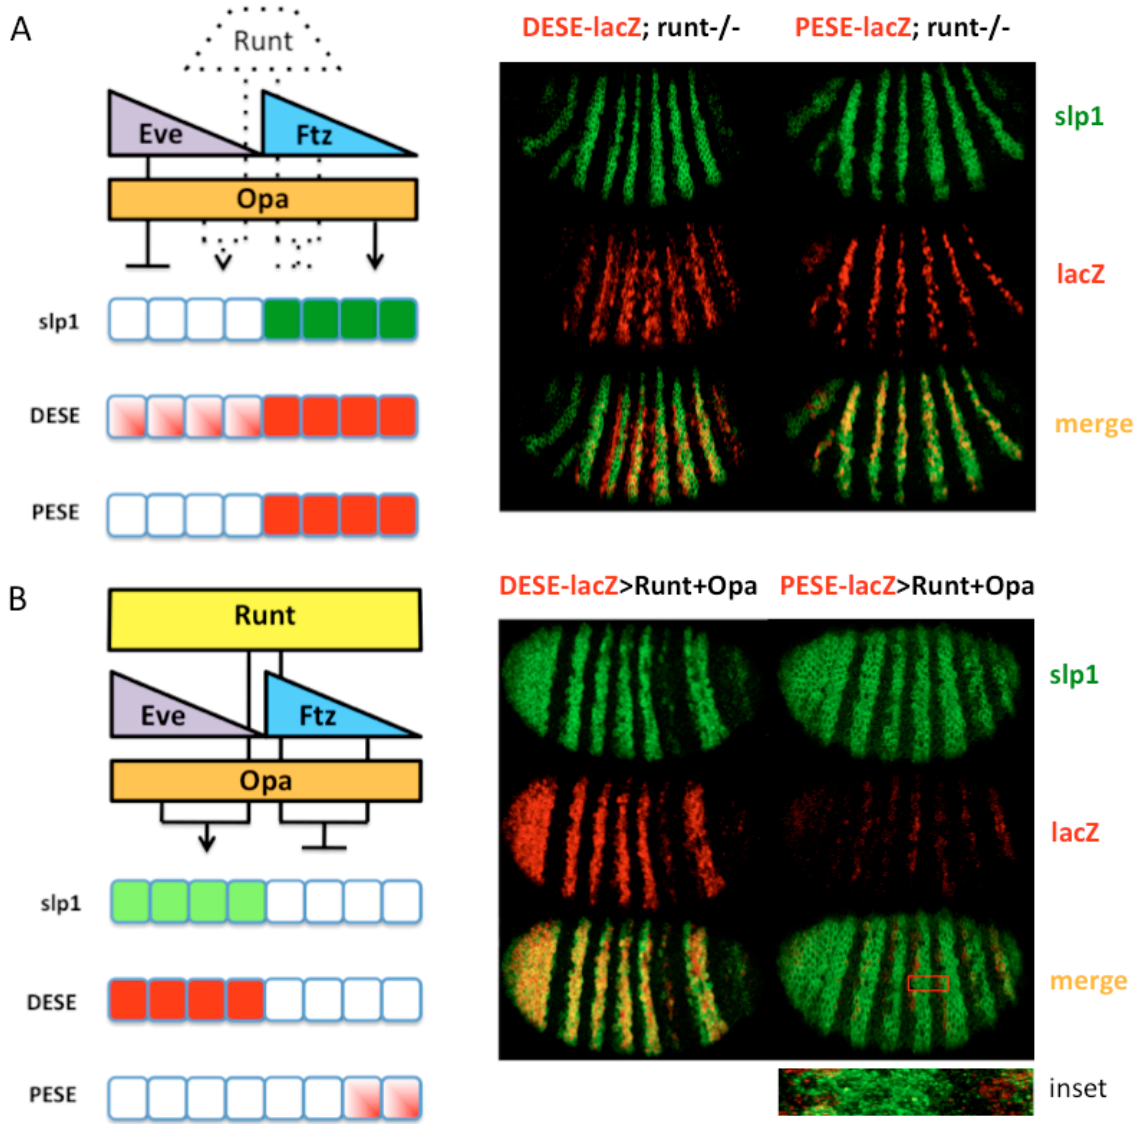 A
Runt
Eve
Ftz
Opa
slp1
DESE
PESE
DESE-lacZ; runt-/-
PESE-lacZ; runt-/-
slp1
lacZ
merge
B
Runt
Eve
Ftz
Opa
slp1
DESE
PESE
DESE-lacZ>Runt+Opa
PESE-lacZ>Runt+Opa
slp1
lacZ
merge
inset